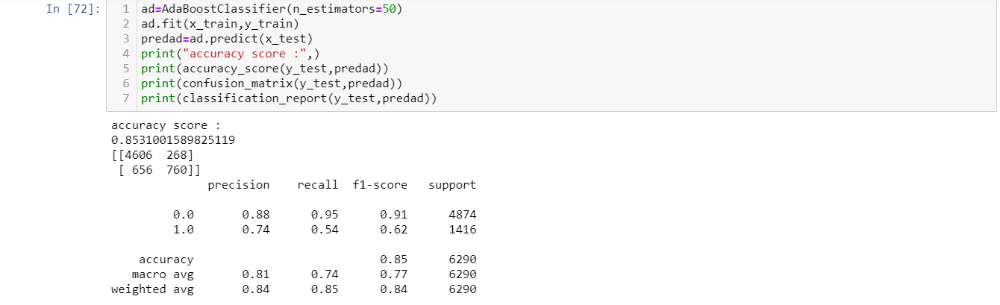 In [72]:
1 ad=AdaBoostClassifier(n_estimators=50)
2 ad.fit(x_train,y_train)
3 predad=ad.predict(x_test)
4 print("accuracy score :",)
5 print(accuracy_score(y_test,predad))
6 print(confusion_matrix(y_test,predad))
7 print(classification_report(y_test,predad))
accuracy score :
0.8531001589825119
[[4606  268]
 [ 656  760]]
              precision    recall  f1-score   support
         0.0       0.88      0.95      0.91      4874
         1.0       0.74      0.54      0.62      1416
    accuracy                           0.85      6290
   macro avg       0.81      0.74      0.77      6290
weighted avg       0.84      0.85      0.84      6290